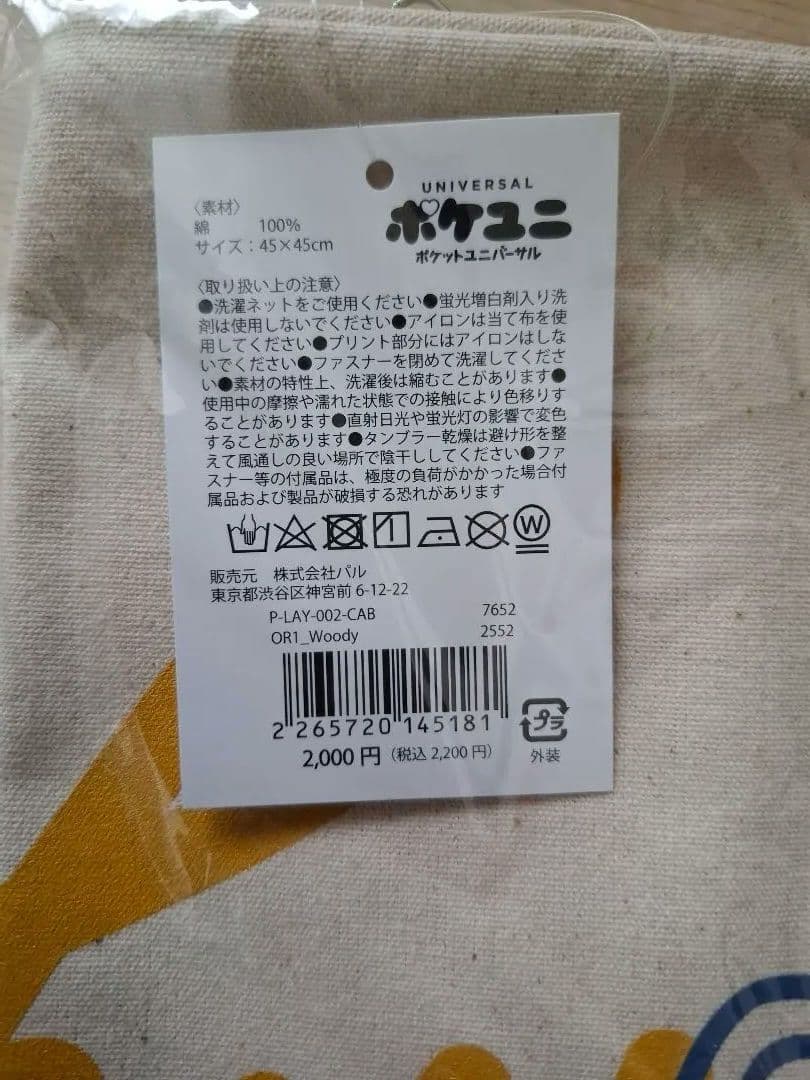 〈素材〉
綿　　　100%
サイズ：45×45cm
UNIVERSAL
ポケユニ
ポケットユニバーサル
〈取り扱い上の注意〉
●洗濯ネットをご使用ください●蛍光増白剤入り洗
剤は使用しないでください●アイロンは当て布を使
用してください●プリント部分にはアイロンはしな
いでください●ファスナーを閉めて洗濯してくださ
い●素材の特性上、洗濯後は縮むことがあります●
使用中の摩擦や濡れた状態での接触により色移りす
ることがあります●直射日光や蛍光灯の影響で変色
することがあります●タンブラー乾燥は避け形を整
えて風通しの良い場所で陰干ししてください●ファ
スナー等の付属品は、極度の負荷がかかった場合付
属品および製品が破損する恐れがあります
W
販売元　株式会社パル
東京都渋谷区神宮前 6-12-22
P-LAY-002-CAB 7652
OR1_Woody 2552
2 265720 145181
2,000 円（税込 2,200 円）
プラ
外装